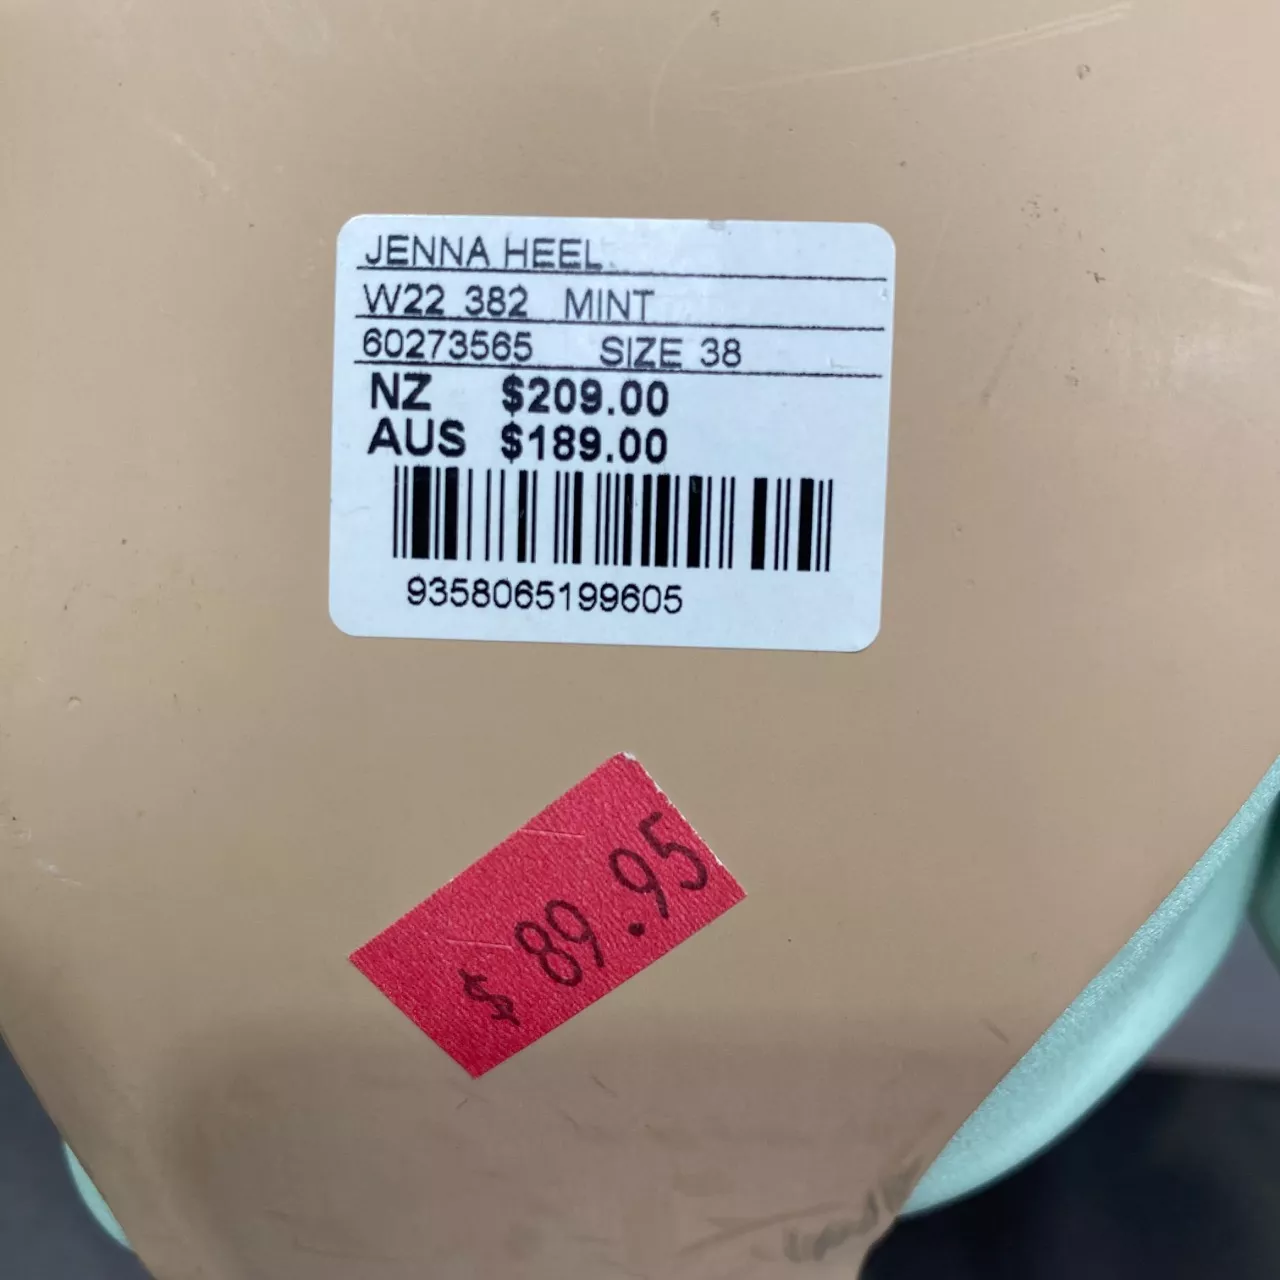 JENNA HEEL
W22 382 MINT
60273565 SIZE 38
NZ $209.00
AUS $189.00
9358065199605
$ 89.95